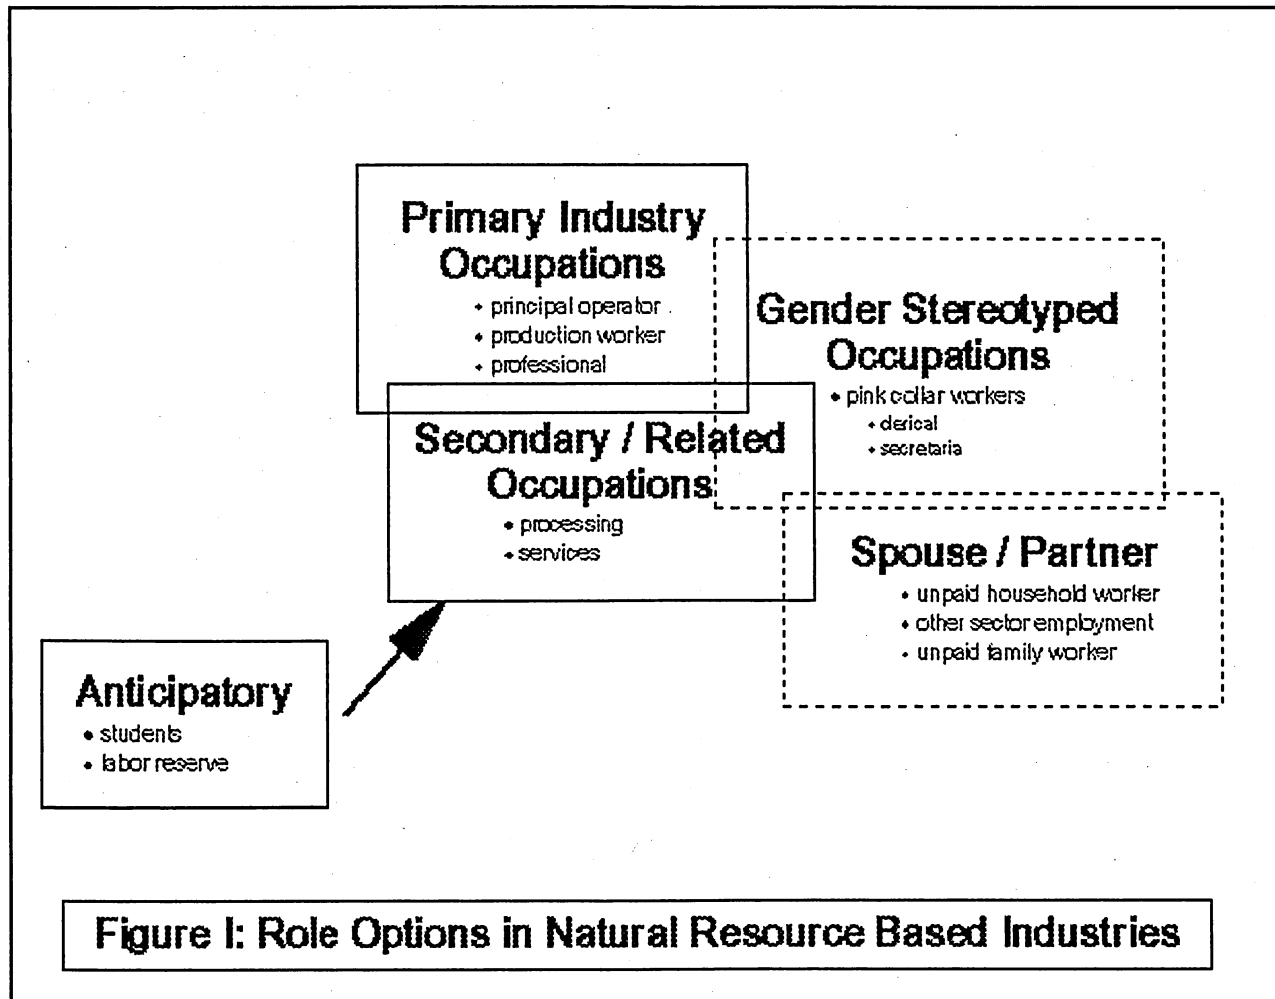 Primary Industry
Occupations
• principal operator
• production worker
• professional
Gender Stereotyped
Occupations
• pink collar workers
• derical
• secretaria
Secondary / Related
Occupations
• processing
• services
Spouse / Partner
• unpaid household worker
• other sector employment
• unpaid family worker
Anticipatory
• students
• labor reserve
Figure I: Role Options in Natural Resource Based Industries